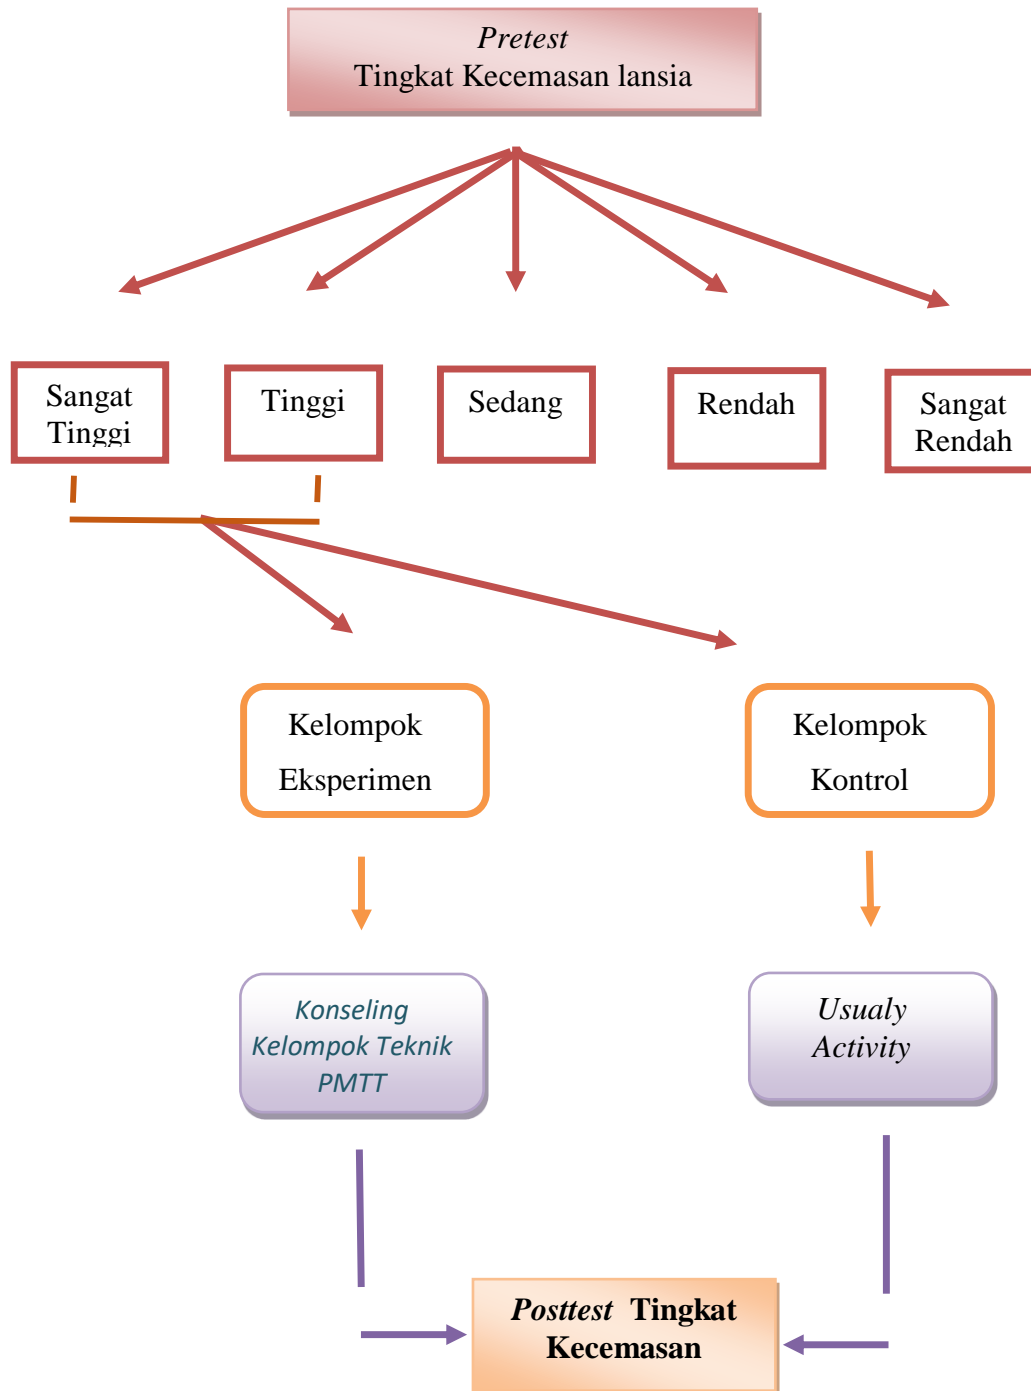 Pretest
Tingkat Kecemasan lansia
Sangat
Tinggi
Tinggi
Sedang
Rendah
Sangat
Rendah
Kelompok
Eksperimen
Kelompok
Kontrol
Konseling
Kelompok Teknik
PMTT
Usualy
Activity
Posttest Tingkat
Kecemasan